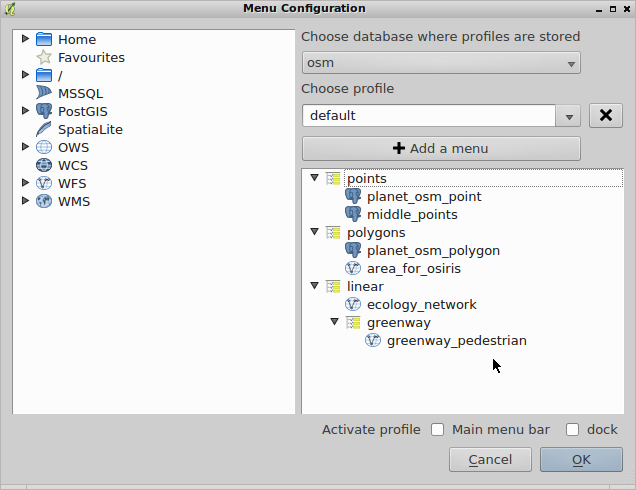 Menu Configuration
Home
Favourites
/
MSSQL
PostGIS
SpatiaLite
OWS
WCS
WFS
WMS
Choose database where profiles are stored
osm
Choose profile
default
Add a menu
points
planet_osm_point
middle_points
polygons
planet_osm_polygon
area_for_osiris
linear
ecology_network
greenway
greenway_pedestrian
Activate profile Main menu bar dock
Cancel OK